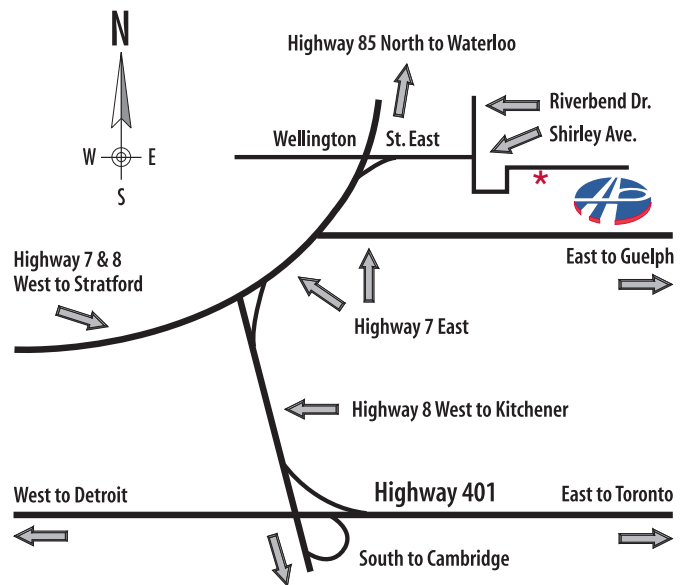 N
W
E
S
Highway 85 North to Waterloo
Riverbend Dr.
Wellington St. East
Shirley Ave.
*
Highway 7 & 8
West to Stratford
East to Guelph
Highway 7 East
Highway 8 West to Kitchener
West to Detroit
Highway 401
East to Toronto
South to Cambridge